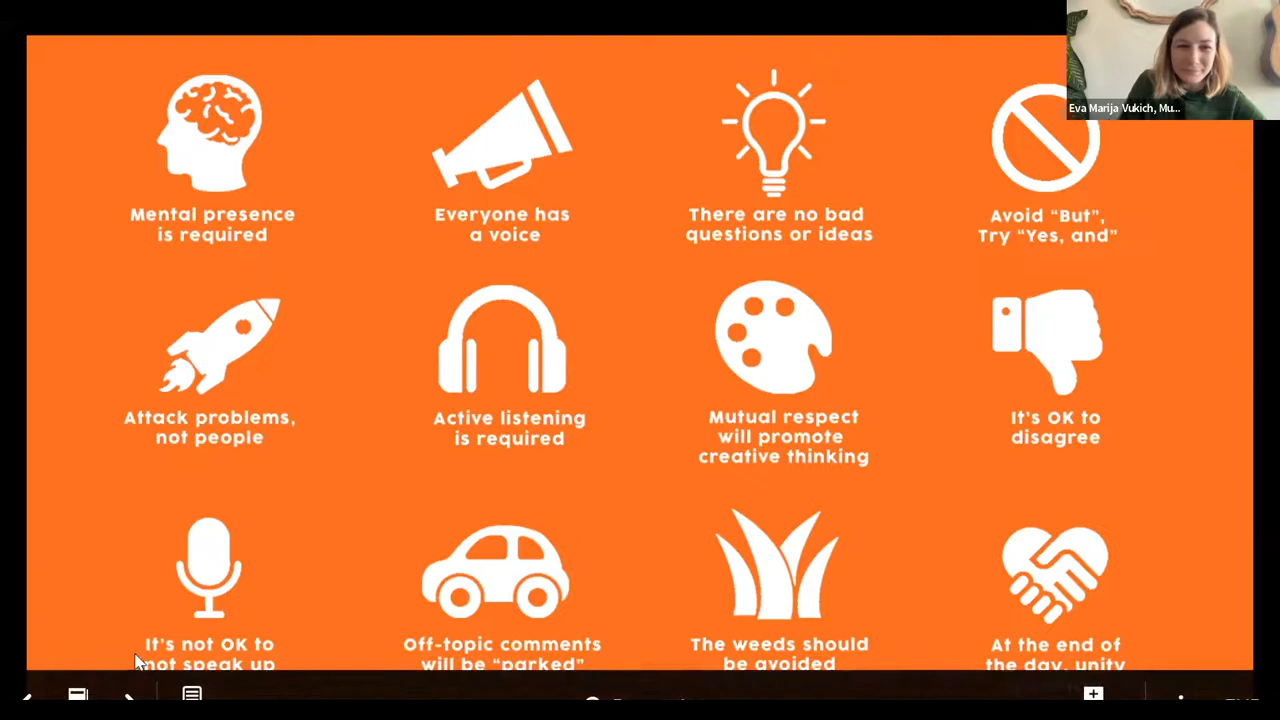 Eva Marija Vukich, Mu...
Mental presence
is required
Everyone has
a voice
There are no bad
questions or ideas
Avoid “But”,
Try “Yes, and”
Attack problems,
not people
Active listening
is required
Mutual respect
will promote
creative thinking
It’s OK to
disagree
It’s not OK to
not speak up
Off-topic comments
will be “parked”
The weeds should
be avoided
At the end of
the day, unity